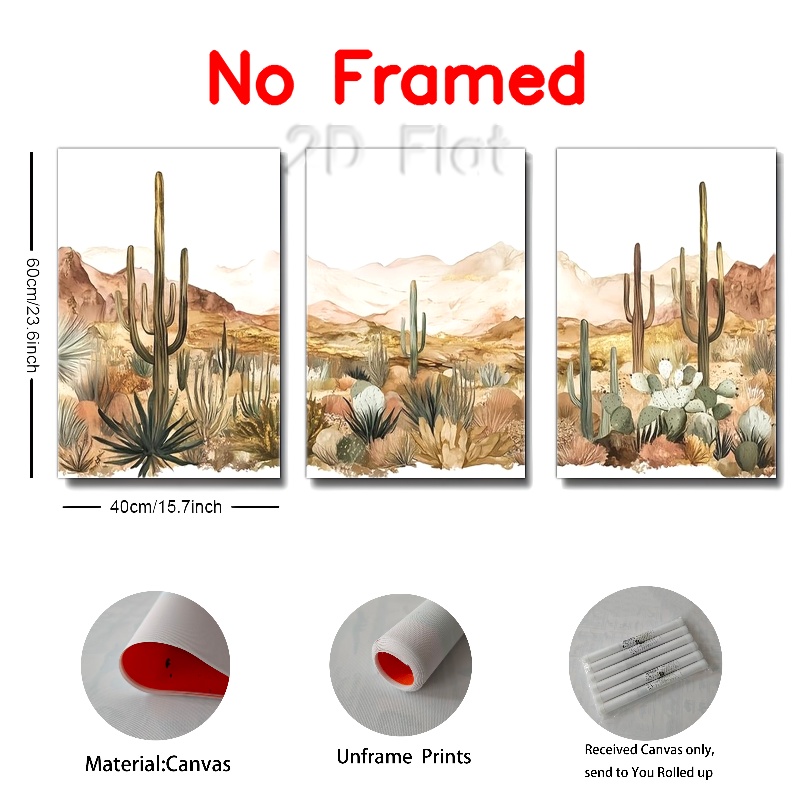 No Framed
2D Flat
60cm/23.6inch
40cm/15.7inch
Material:Canvas
Unframe Prints
Received Canvas only,
send to You Rolled up